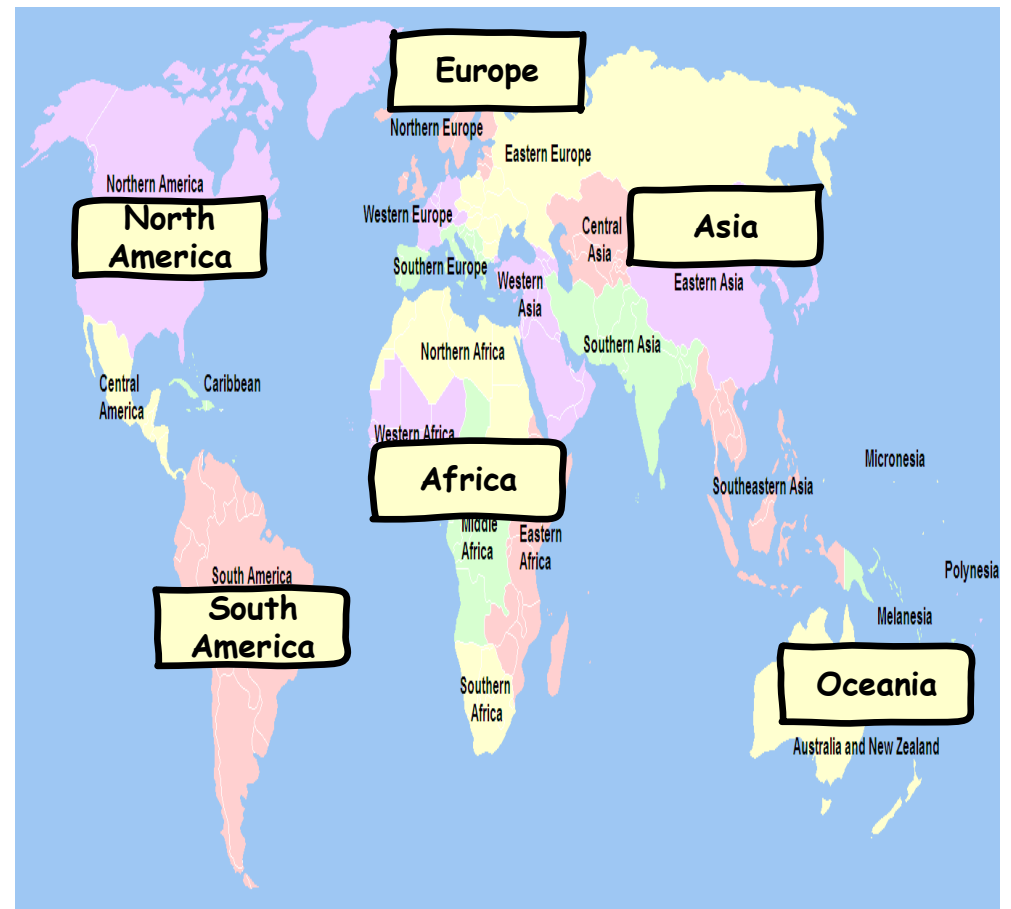 Europe
Northern Europe
Eastern Europe
Northern America
Western Europe
North
America
Central
Asia
Asia
Southern Europe
Western
Asia
Eastern Asia
Southern Asia
Northern Africa
Central
America
Caribbean
Western Africa
Africa
Micronesia
Southeastern Asia
Middle
Africa
Eastern
Africa
South America
South
America
Polynesia
Melanesia
Southern
Africa
Oceania
Australia and New Zealand